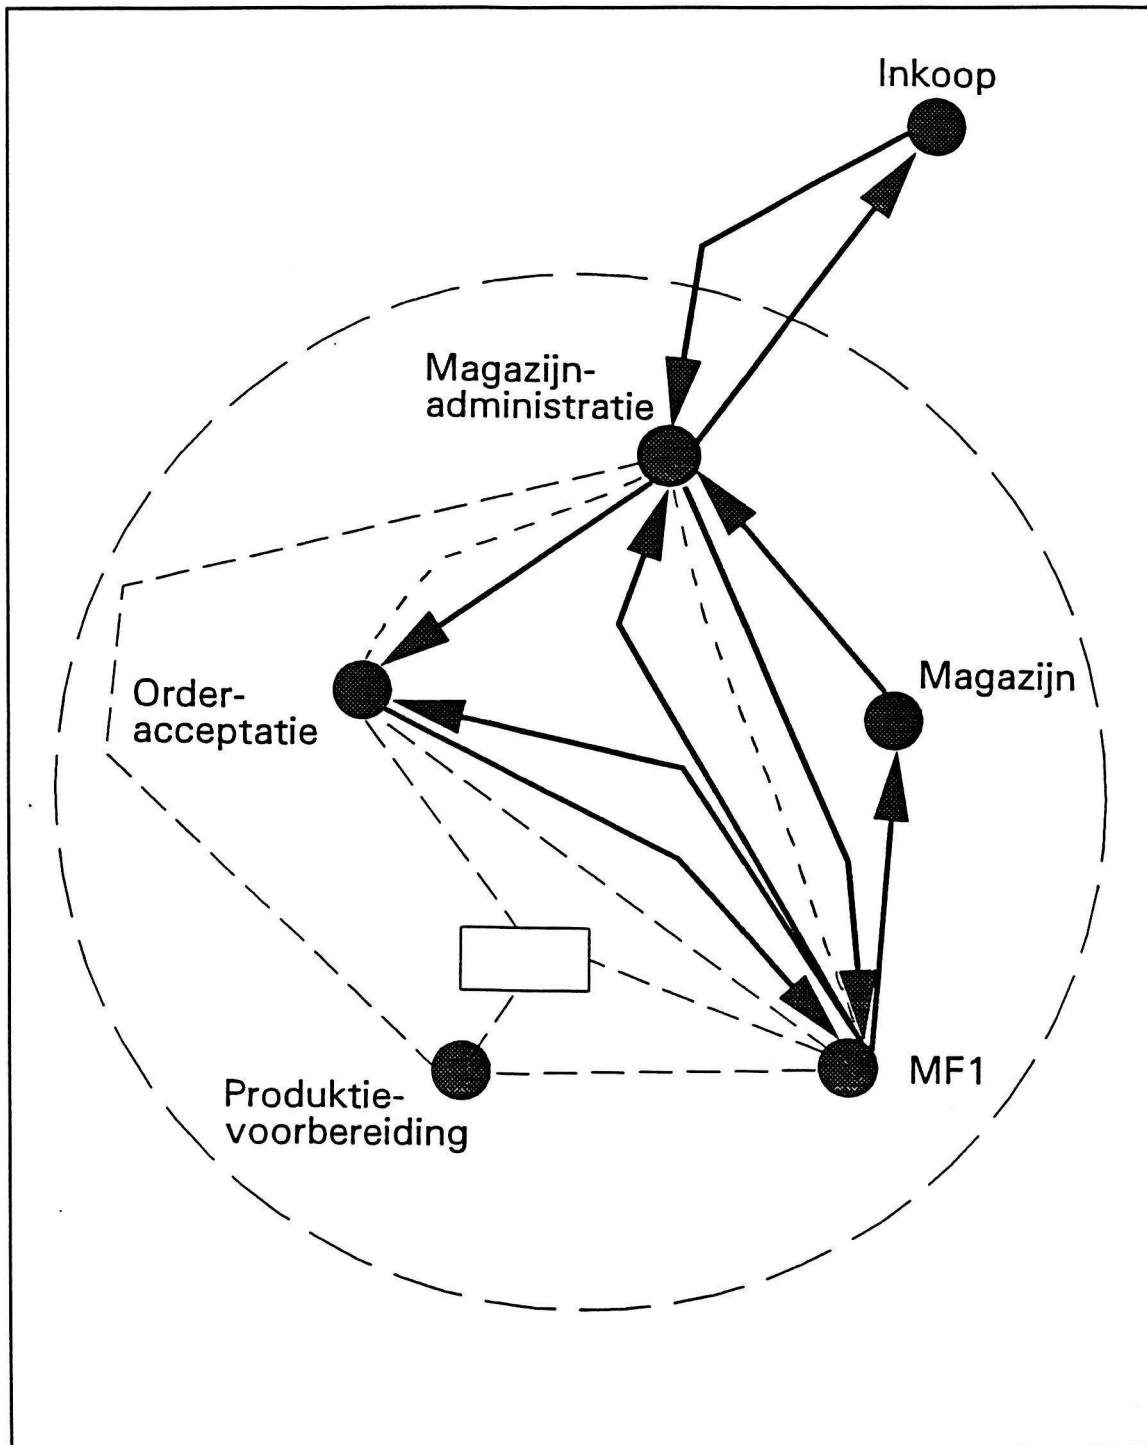 Inkoop
Magazijn-
administratie
Magazijn
Order-
acceptatie
MF1
Produktie-
voorbereiding